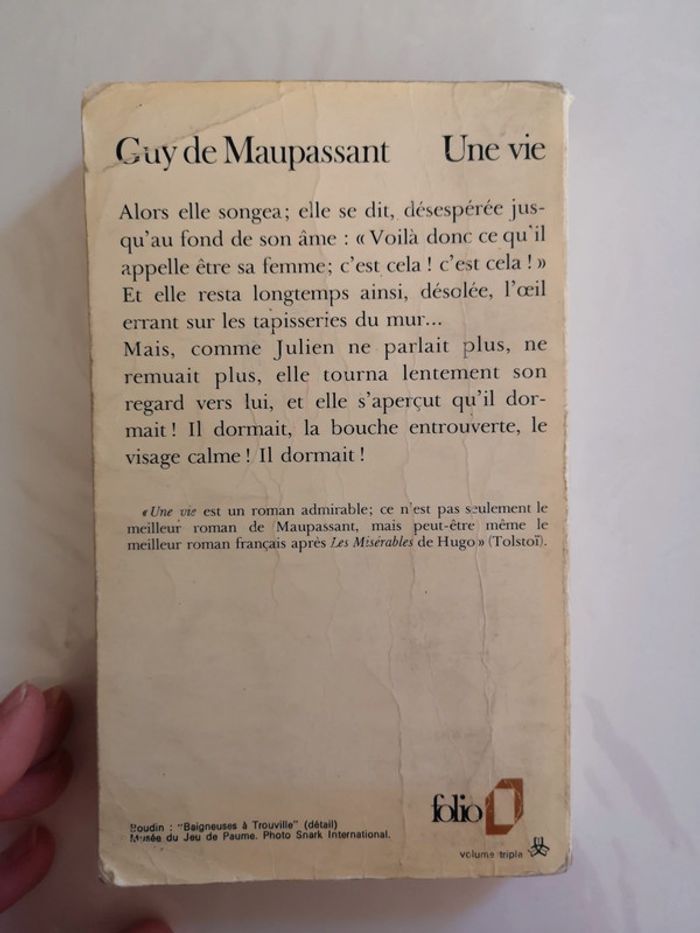 Guy de Maupassant Une vie
Alors elle songea; elle se dit, désespérée jus-
qu'au fond de son âme : « Voilà donc ce qu'il
appelle être sa femme; c'est cela ! c'est cela ! »
Et elle resta longtemps ainsi, désolée, l'œil
errant sur les tapisseries du mur...
Mais, comme Julien ne parlait plus, ne
remuait plus, elle tourna lentement son
regard vers lui, et elle s'aperçut qu'il dor-
mait ! Il dormait, la bouche entrouverte, le
visage calme ! Il dormait !
« Une vie est un roman admirable; ce n'est pas seulement le
meilleur roman de Maupassant, mais peut-être même le
meilleur roman français après Les Misérables de Hugo » (Tolstoï).
folio
Boudin : "Baigneuses à Trouville" (détail)
Musée du Jeu de Paume. Photo Snark International.
volume triple